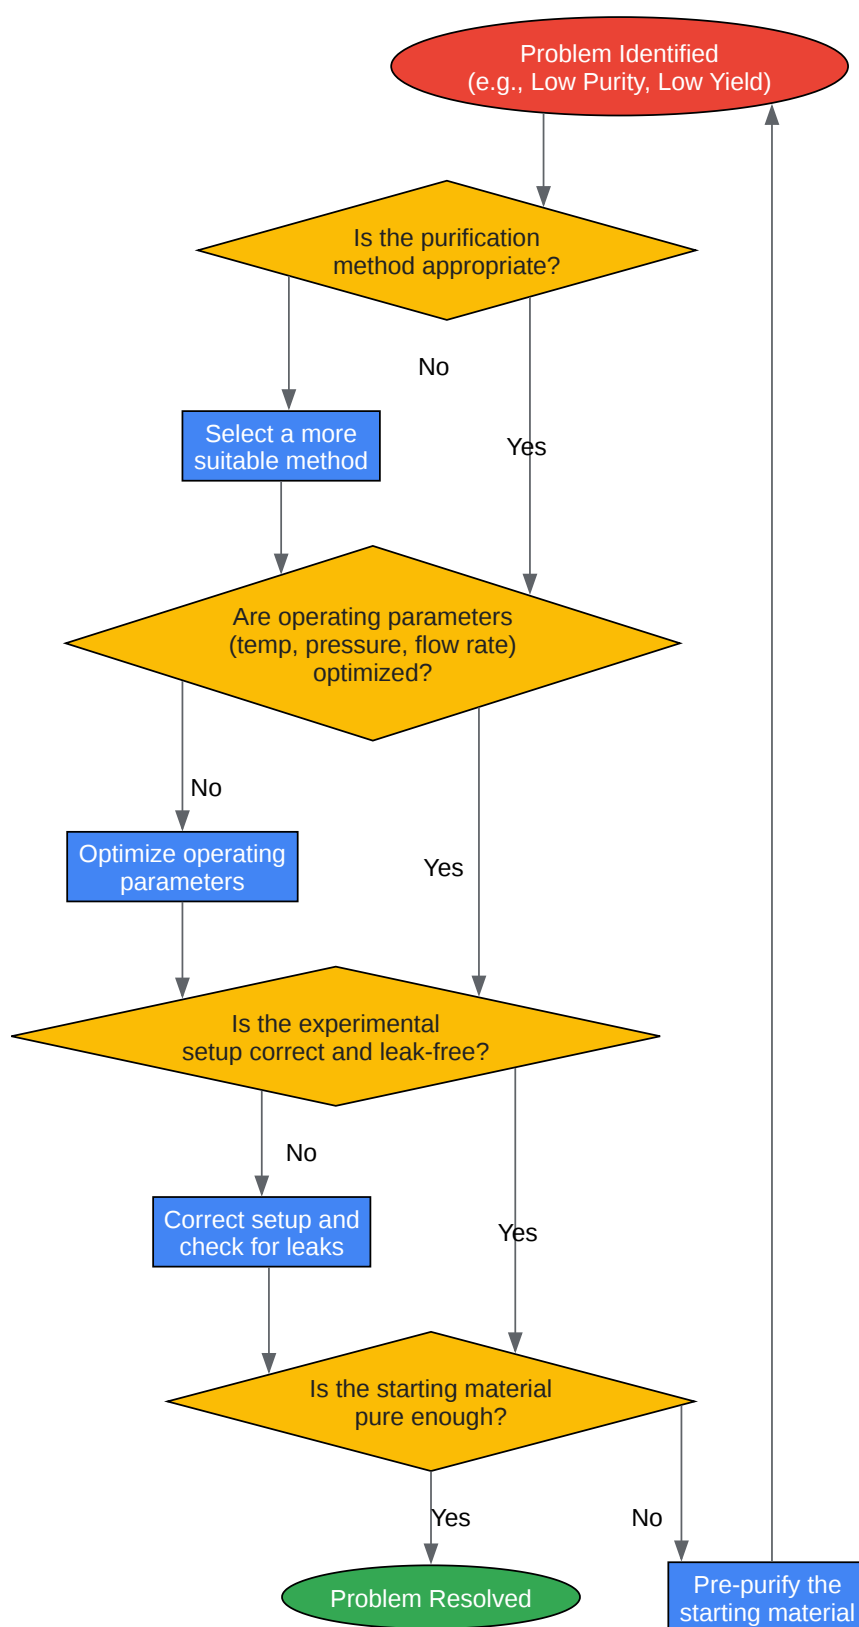 Problem Identified
(e.g., Low Purity, Low Yield)
Is the purification
method appropriate?
No
Select a more
suitable method
Yes
Are operating parameters
(temp, pressure, flow rate)
optimized?
No
Optimize operating
parameters
Yes
Is the experimental
setup correct and leak-free?
No
Correct setup and
check for leaks
Yes
Is the starting material
pure enough?
Yes
No
Problem Resolved
Pre-purify the
starting material